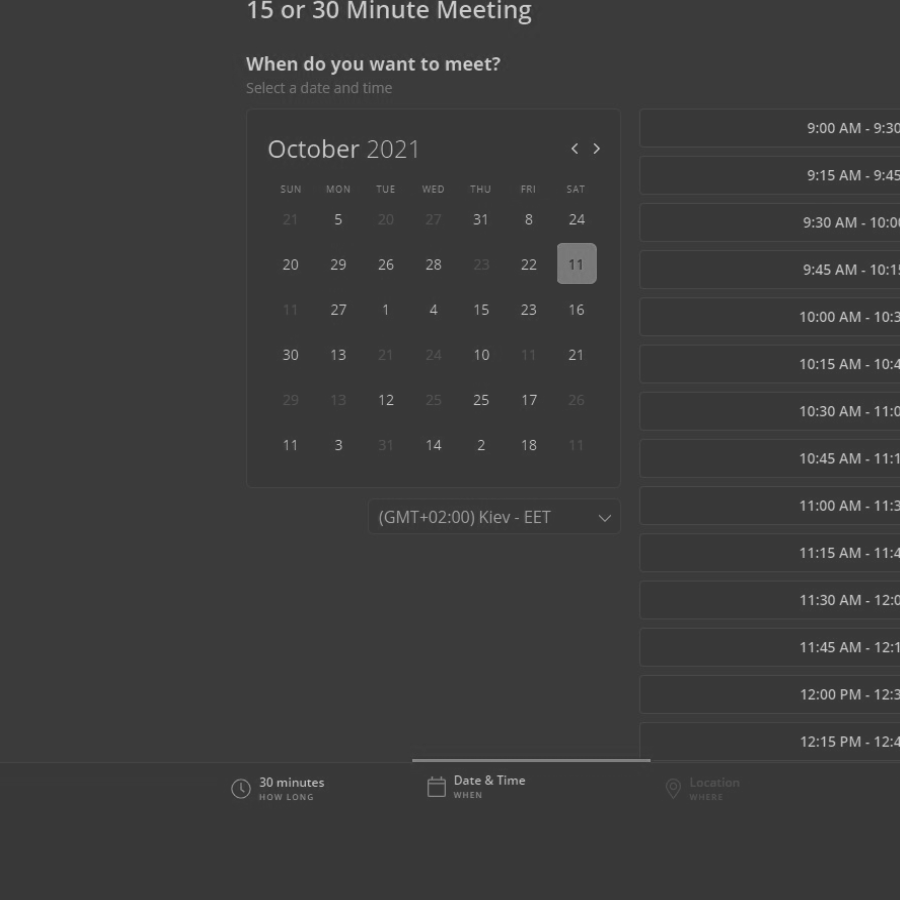 15 or 30 Minute Meeting
When do you want to meet?
Select a date and time
October 2021
SUN MON TUE WED THU FRI SAT
21 5 20 27 31 8 24
20 29 26 28 23 22 11
11 27 1 4 15 23 16
30 13 21 24 10 11 21
29 13 12 25 25 17 26
11 3 31 14 2 18 11
(GMT+02:00) Kiev - EET
9:00 AM - 9:30
9:15 AM - 9:45
9:30 AM - 10:00
9:45 AM - 10:15
10:00 AM - 10:3
10:15 AM - 10:4
10:30 AM - 11:0
10:45 AM - 11:1
11:00 AM - 11:3
11:15 AM - 11:4
11:30 AM - 12:0
11:45 AM - 12:1
12:00 PM - 12:3
12:15 PM - 12:4
30 minutes
HOW LONG
Date & Time
WHEN
Location
WHERE